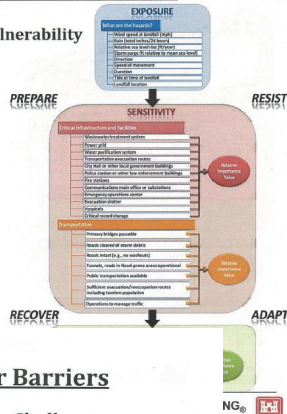 EXPOSURE
ulnerability
What are the hazards?
Wind speed at landfall (mph)
Rain (total inches/24 hours)
Relative sea level rise (ft/year)
Storm surge (ft relative to mean sea level)
Direction
Speed of movement
Duration
Tide at time of landfall
Landfall location
PREPARE
RESIST
SENSITIVITY
Critical Infrastructure and Facilities
Wastewater treatment system
Power grid
Water purification system
Transportation evacuation routes
City Hall or other local government buildings
Police station or other law enforcement buildings
Fire stations
Communications main office or substations
Emergency operations center
Evacuation shelter
Hospitals
Critical record storage
Relative
Importance
Value
Transportation
Primary bridges passable
Roads cleared of storm debris
Roads intact (e.g., no washouts)
Tunnels, roads in flood prone areas operational
Public transportation available
Sufficient evacuation/reoccupation routes
including tourism population
Operations to manage traffic
Relative
Importance
Value
RECOVER
ADAPT
r Barriers
NG®